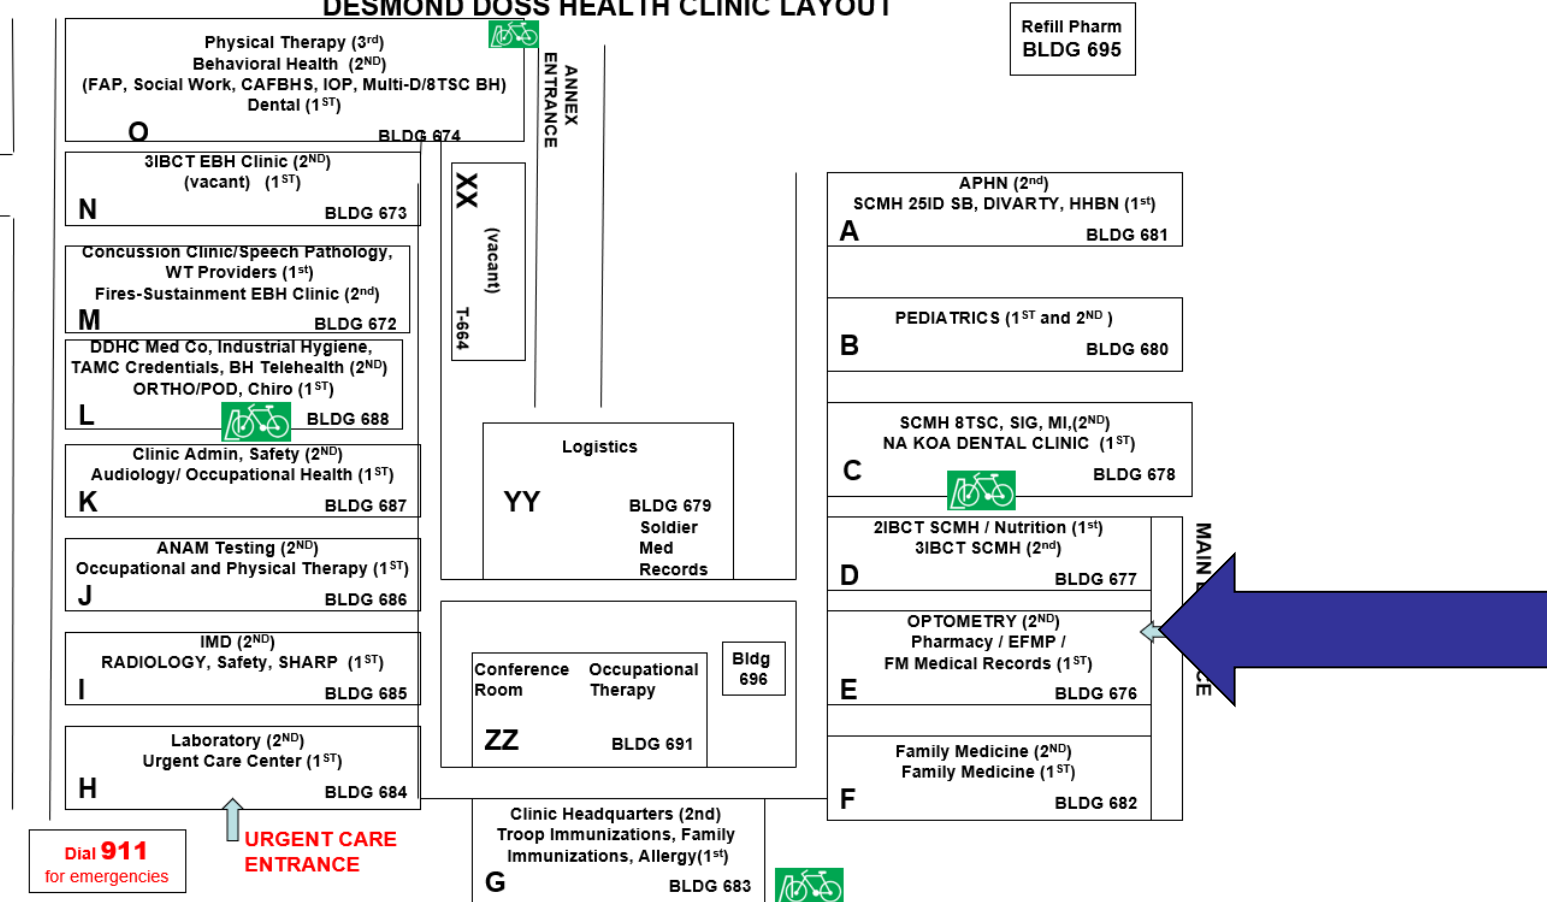 DESMOND DOSS HEALTH CLINIC LAYOUT
Refill Pharm
BLDG 695
Physical Therapy (3rd)
Behavioral Health (2ND)
(FAP, Social Work, CAFBHS, IOP, Multi-D/8TSC BH)
Dental (1ST)
O BLDG 674
ANNEX
ENTRANCE
3IBCT EBH Clinic (2ND)
(vacant) (1ST)
N BLDG 673
XX
(vacant)
T-664
Concussion Clinic/Speech Pathology,
WT Providers (1st)
Fires-Sustainment EBH Clinic (2nd)
M BLDG 672
DDHC Med Co, Industrial Hygiene,
TAMC Credentials, BH Telehealth (2ND)
ORTHO/POD, Chiro (1ST)
L BLDG 688
Clinic Admin, Safety (2ND)
Audiology/ Occupational Health (1ST)
K BLDG 687
ANAM Testing (2ND)
Occupational and Physical Therapy (1ST)
J BLDG 686
IMD (2ND)
RADIOLOGY, Safety, SHARP (1ST)
I BLDG 685
Laboratory (2ND)
Urgent Care Center (1ST)
H BLDG 684
URGENT CARE
ENTRANCE
Dial 911
for emergencies
Logistics
YY BLDG 679
Soldier
Med
Records
Conference Occupational
Room Therapy
ZZ BLDG 691
Bldg
696
Clinic Headquarters (2nd)
Troop Immunizations, Family
Immunizations, Allergy(1st)
G BLDG 683
APHN (2nd)
SCMH 25ID SB, DIVARTY, HHBN (1st)
A BLDG 681
PEDIATRICS (1ST and 2ND )
B BLDG 680
SCMH 8TSC, SIG, MI,(2ND)
NA KOA DENTAL CLINIC (1ST)
C BLDG 678
2IBCT SCMH / Nutrition (1st)
3IBCT SCMH (2nd)
D BLDG 677
OPTOMETRY (2ND)
Pharmacy / EFMP /
FM Medical Records (1ST)
E BLDG 676
Family Medicine (2ND)
Family Medicine (1ST)
F BLDG 682
MAIN